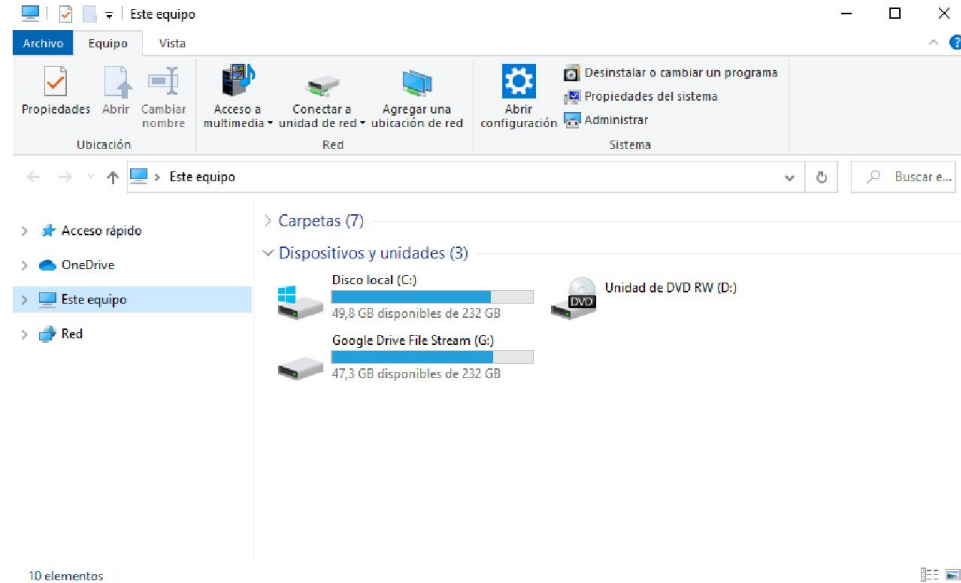 Este equipo
Archivo Equipo Vista
Propiedades Abrir Cambiar nombre
Ubicación
Acceso a multimedia Conectar a unidad de red Agregar una ubicación de red
Red
Abrir configuración
Desinstalar o cambiar un programa
Propiedades del sistema
Administrar
Sistema
Este equipo
Buscar e...
Acceso rápido
OneDrive
Este equipo
Red
Carpetas (7)
Dispositivos y unidades (3)
Disco local (C:)
49,8 GB disponibles de 232 GB
Unidad de DVD RW (D:)
DVD
Google Drive File Stream (G:)
47,3 GB disponibles de 232 GB
10 elementos